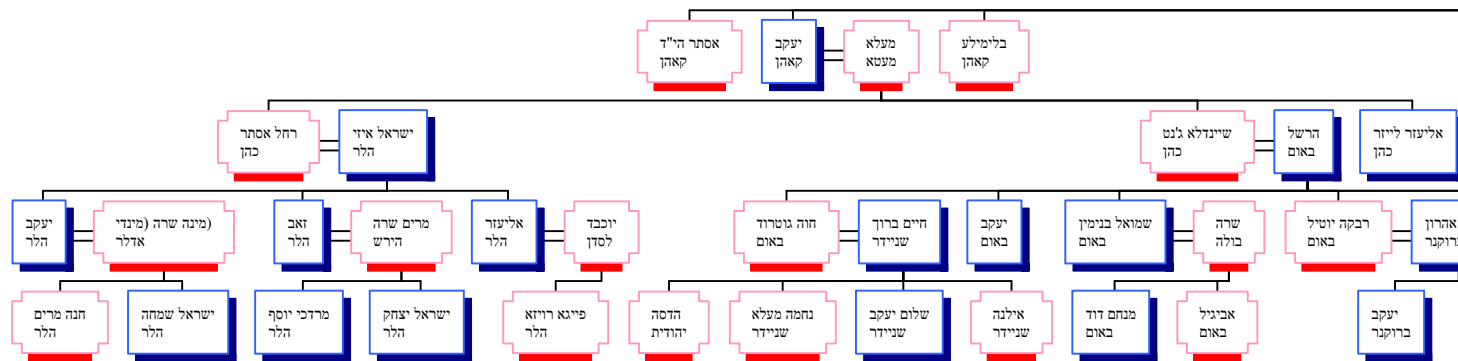 בלימילע
קאהן
מעלא
מעטא
יעקב
קאהן
אסתר הי"ד
קאהן
אליעזר לייזר
כהן
הרשל
באום
שיינדלא ג'נט
כהן
ישראל איזי
הלר
רחל אסתר
כהן
אהרון
ברוקנר
רבקה יוטיל
באום
שרה
בולה
שמואל בנימין
באום
יעקב
באום
חיים ברוך
שניידר
חוה גוטרוד
באום
יוכבד
לסדן
אליעזר
הלר
מרים שרה
הירש
זאב
הלר
(מינה שרה (מינדי
אדלר
יעקב
הלר
יעקב
ברוקנר
אביגיל
באום
מנחם דוד
באום
אילנה
שניידר
שלום יעקב
שניידר
נחמה מעלא
שניידר
הדסה
יהודית
פייגא רויזא
הלר
ישראל יצחק
הלר
מרדכי יוסף
הלר
ישראל שמחה
הלר
חנה מרים
הלר